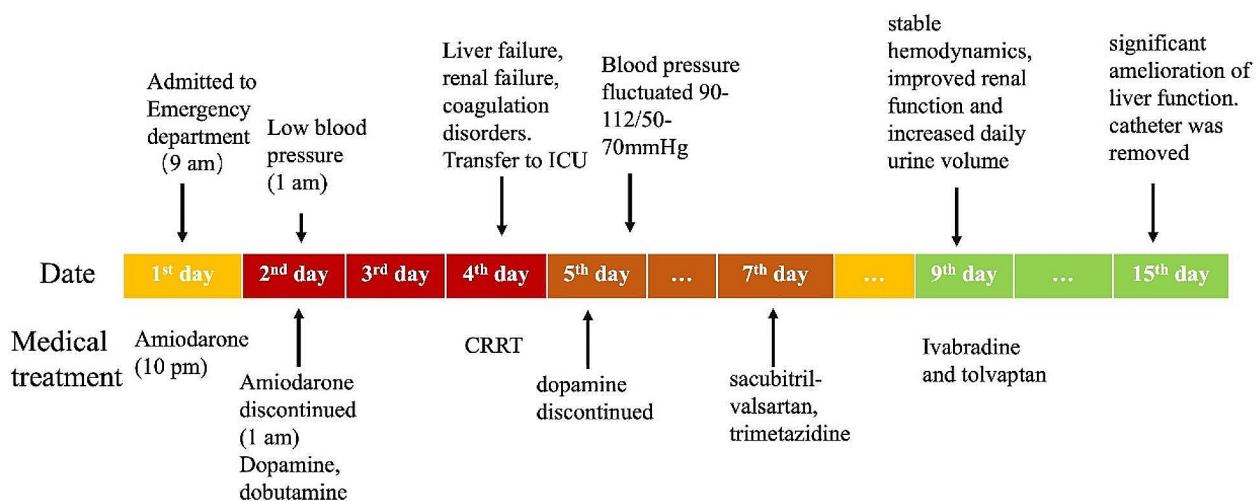 Admitted to
Emergency
department
(9 am)
Low blood
pressure
(1 am)
Liver failure,
renal failure,
coagulation
disorders.
Transfer to ICU
Blood pressure
fluctuated 90-
112/50-
70mmHg
stable
hemodynamics,
improved renal
function and
increased daily
urine volume
significant
amelioration of
liver function.
catheter was
removed
Date
1st day
2nd day
3rd day
4th day
5th day
...
7th day
...
9th day
...
15th day
Medical
treatment
Amiodarone
(10 pm)
Amiodarone
discontinued
(1 am)
Dopamine,
dobutamine
CRRT
dopamine
discontinued
sacubitril-
valsartan,
trimetazidine
Ivabradine
and tolvaptan